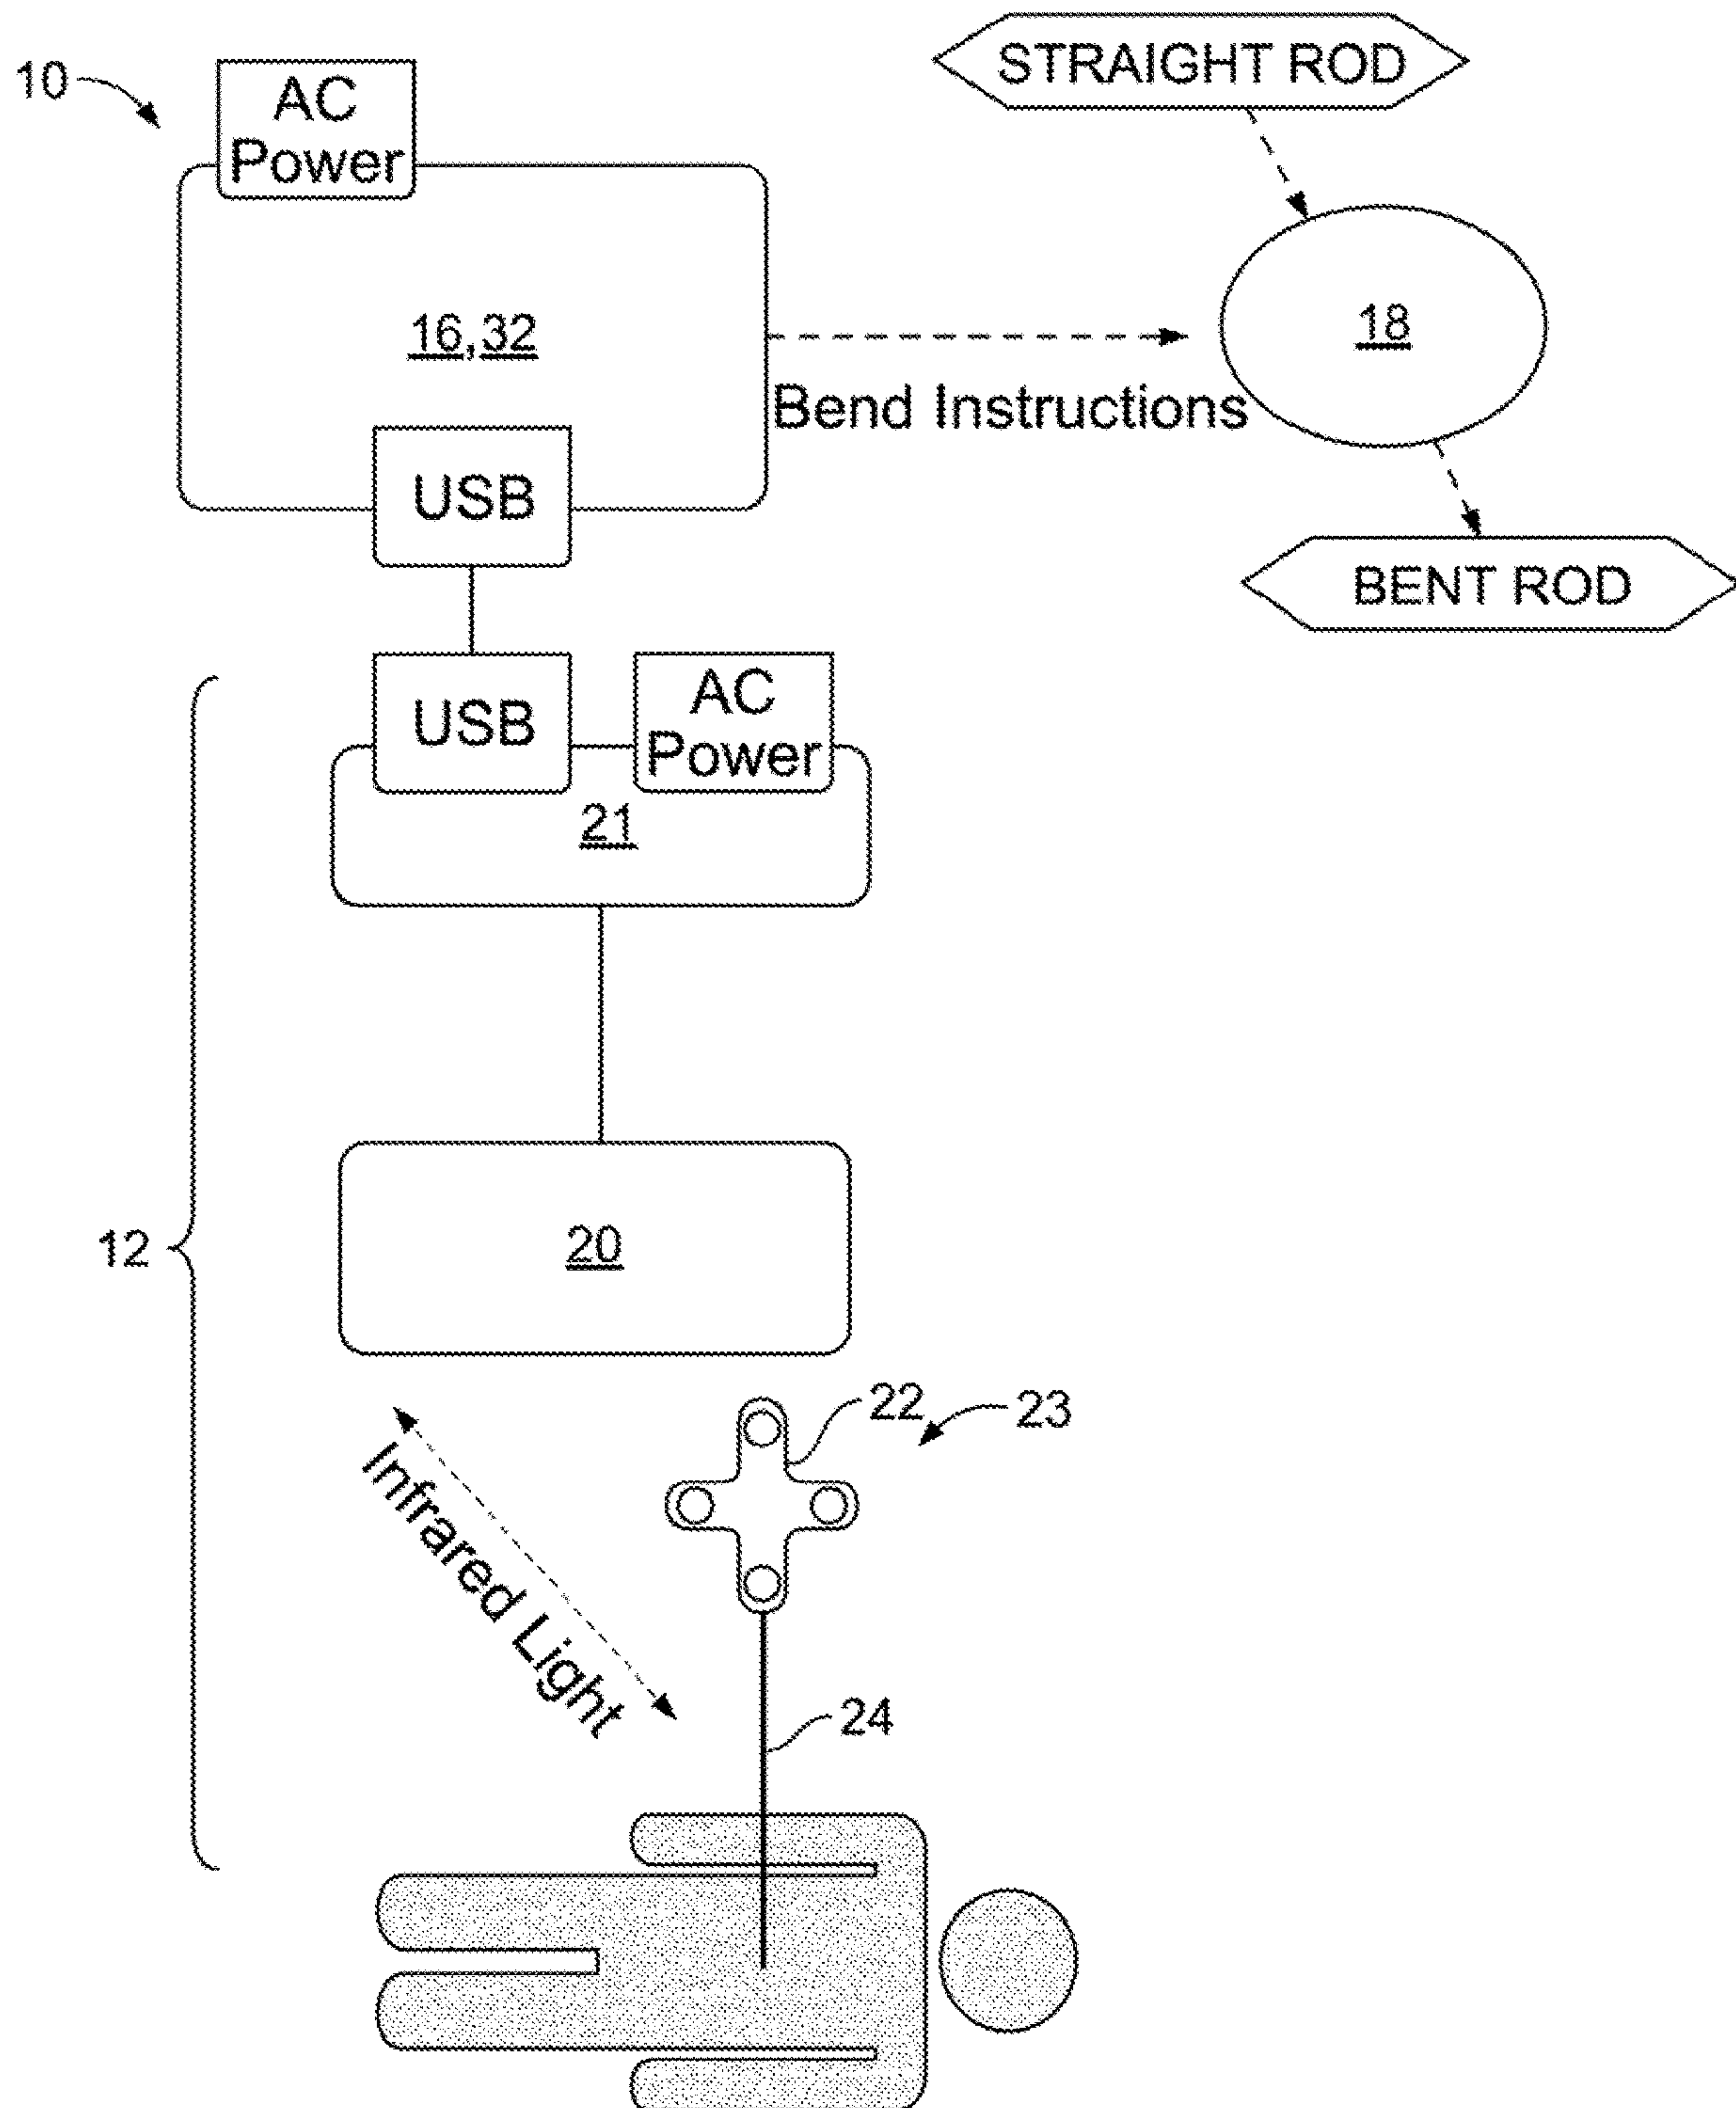 STRAIGHT ROD
10
AC
Power
16,32
18
Bend Instructions
USB
BENT ROD
USB
AC
Power
21
12
20
22
23
Infrared Light
24